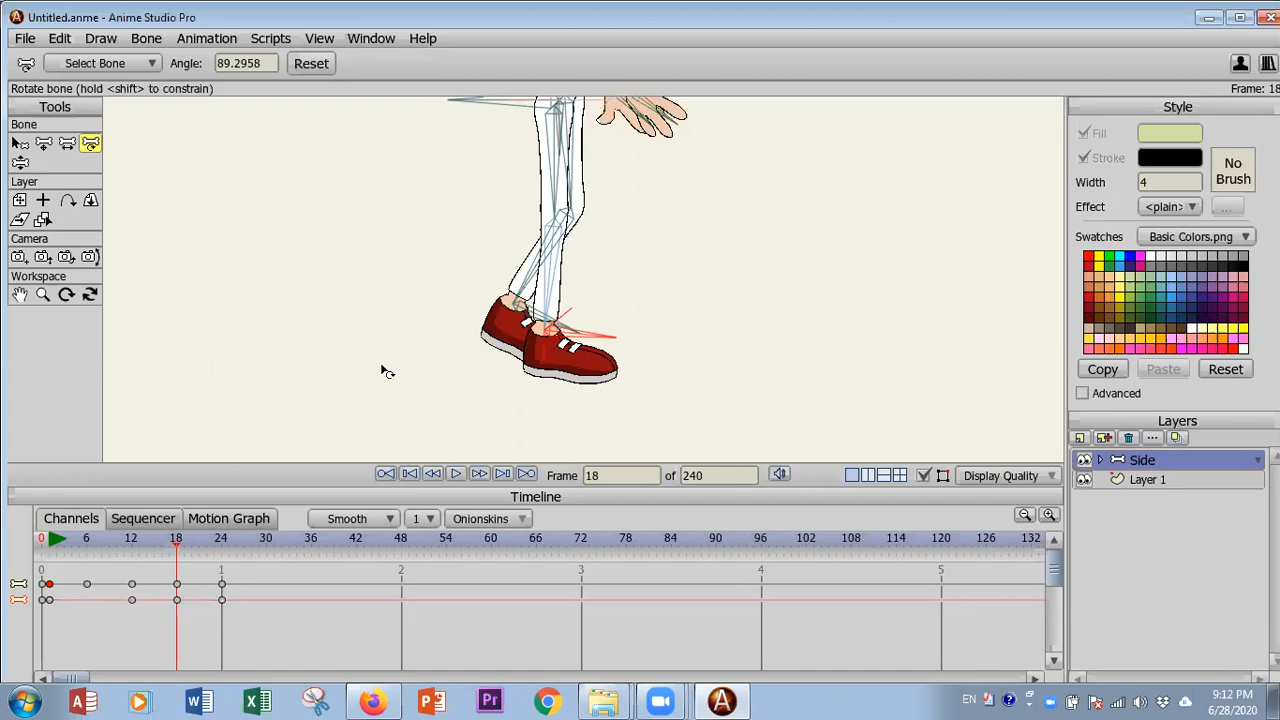 Untitled.anme - Anime Studio Pro
File Edit Draw Bone Animation Scripts View Window Help
Select Bone Angle: 89.2958 Reset
Rotate bone (hold <shift> to constrain) Frame: 18
Tools
Bone
Layer
Camera
Workspace
Style
Fill
Stroke
No Brush
Width 4
Effect <plain> ...
Swatches Basic Colors.png
Copy Paste Reset
Advanced
Layers
Side
Layer 1
Frame 18 of 240 Display Quality
Timeline
Channels Sequencer Motion Graph Smooth 1 Onionskins
0 6 12 18 24 30 36 42 48 54 60 66 72 78 84 90 96 102 108 114 120 126 132
0 1 2 3 4 5
EN 9:12 PM
6/28/2020